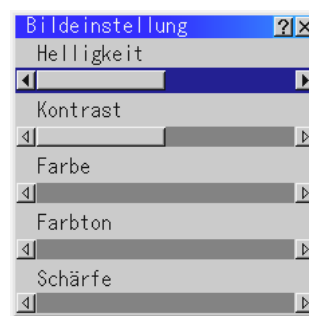 Bildeinstellung ? ×
Helligkeit
Kontrast
Farbe
Farbton
Schärfe